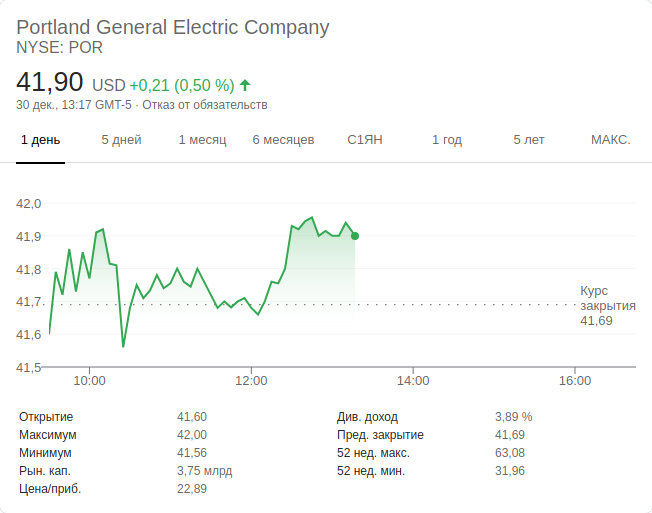 Portland General Electric Company
NYSE: POR
41,90 USD +0,21 (0,50 %)
30 дек., 13:17 GMT-5 · Отказ от обязательств
1 день 5 дней 1 месяц 6 месяцев С1ЯН 1 год 5 лет МАКС.
42,0
41,9
41,8
41,7
41,6
41,5
Курс
закрытия
41,69
10:00 12:00 14:00 16:00
Открытие 41,60 Див. доход 3,89 %
Максимум 42,00 Пред. закрытие 41,69
Минимум 41,56 52 нед. макс. 63,08
Рын. кап. 3,75 млрд 52 нед. мин. 31,96
Цена/приб. 22,89